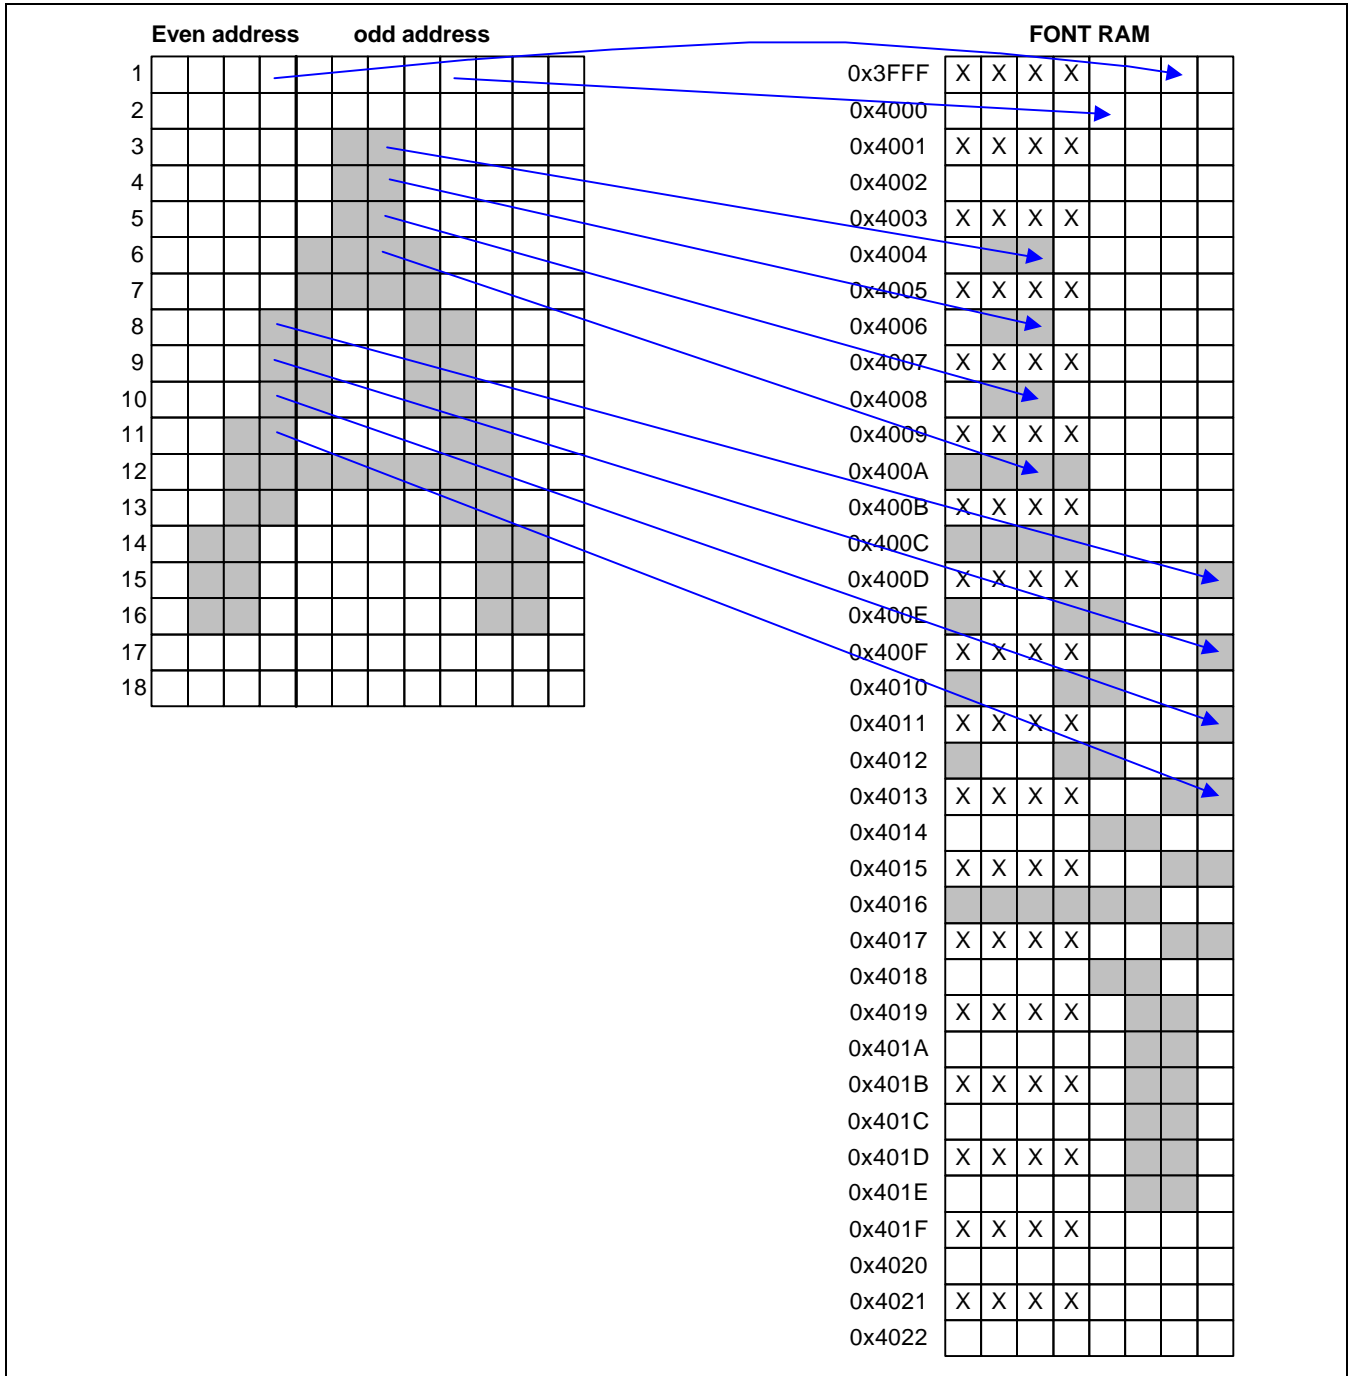 Even address odd address FONT RAM
1 0x3FFF X X X X
2 0x4000
3 0x4001 X X X X
4 0x4002
5 0x4003 X X X X
6 0x4004
7 0x4005 X X X X
8 0x4006
9 0x4007 X X X X
10 0x4008
11 0x4009 X X X X
12 0x400A
13 0x400B X X X X
14 0x400C
15 0x400D X X X X
16 0x400E
17 0x400F X X X X
18 0x4010
0x4011 X X X X
0x4012
0x4013 X X X X
0x4014
0x4015 X X X X
0x4016
0x4017 X X X X
0x4018
0x4019 X X X X
0x401A
0x401B X X X X
0x401C
0x401D X X X X
0x401E
0x401F X X X X
0x4020
0x4021 X X X X
0x4022